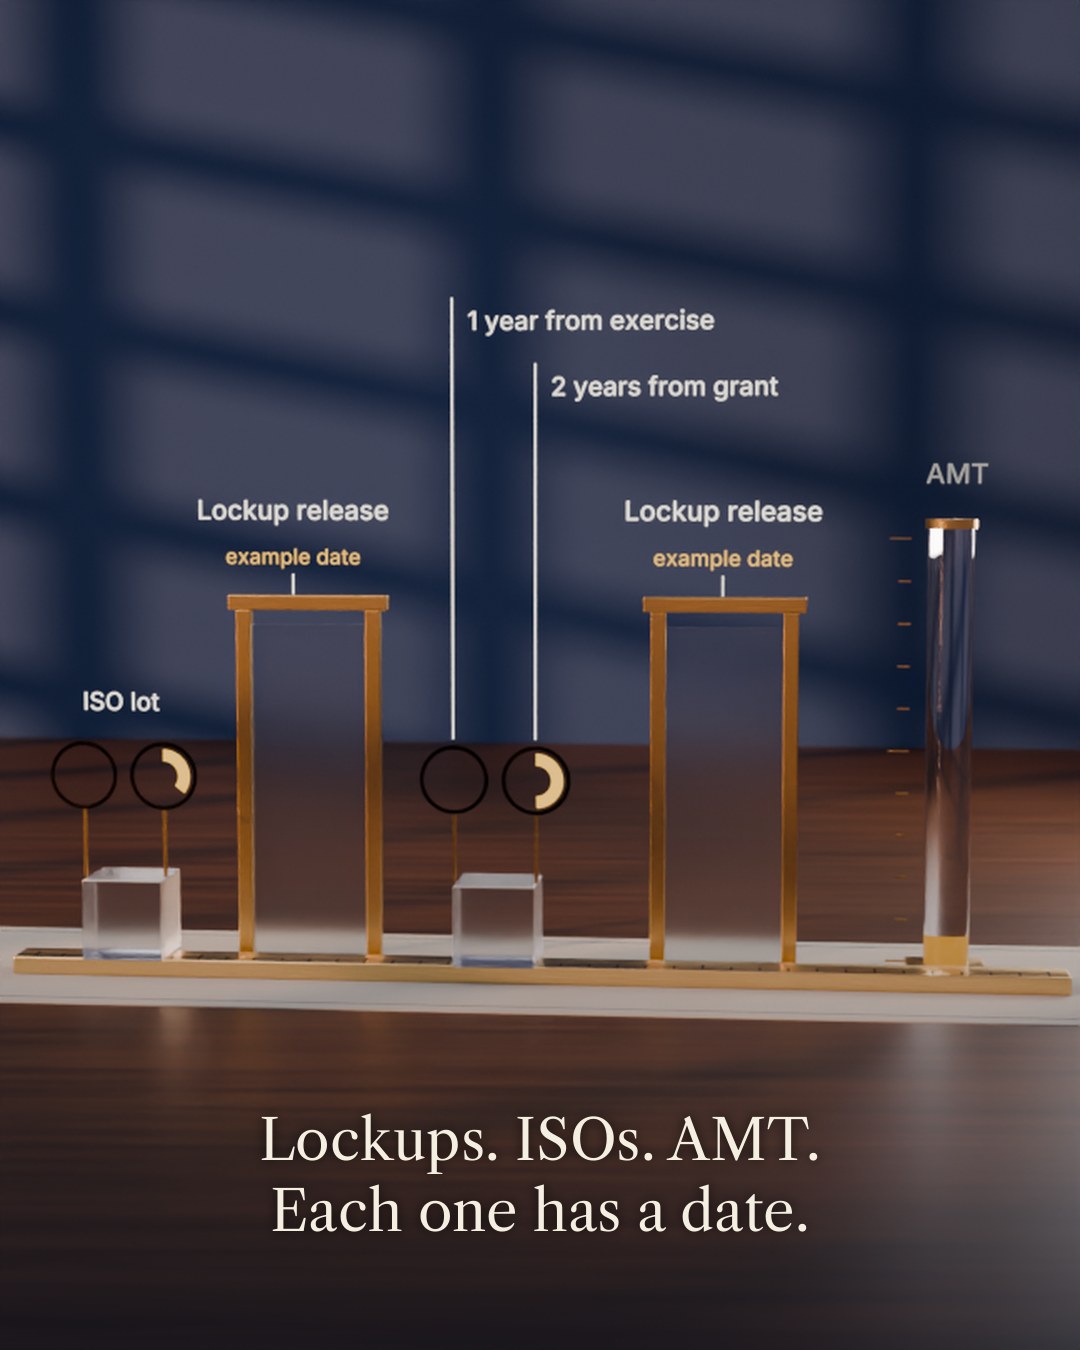 1 year from exercise
2 years from grant
AMT
Lockup release
example date
Lockup release
example date
ISO lot
Lockups. ISOs. AMT.
Each one has a date.